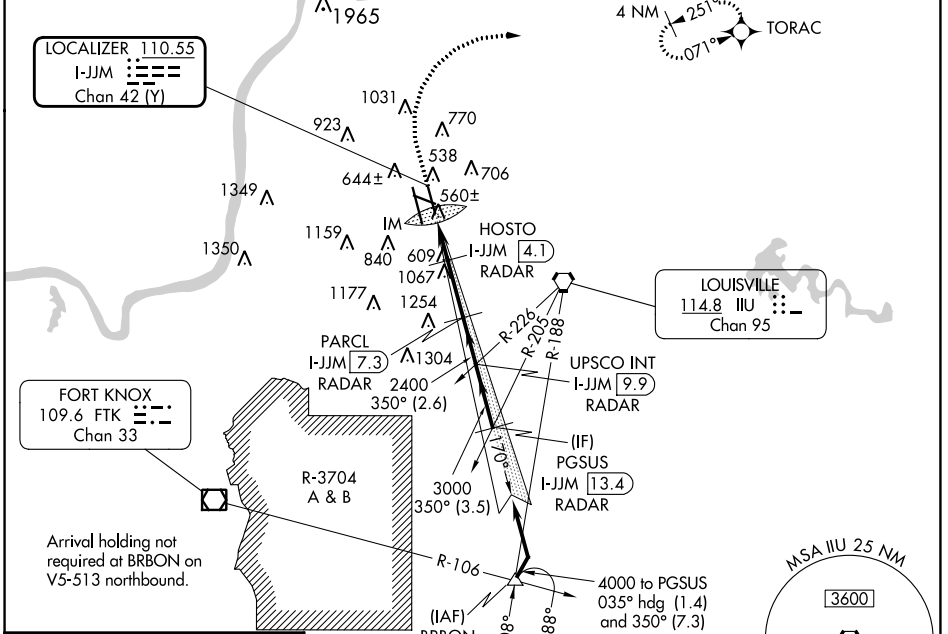 1965
4 NM
251°
071°
TORAC
LOCALIZER 110.55
I-JJM
Chan 42 (Y)
1031
923
770
538
644±
706
1349
560±
IM
HOSTO
I-JJM 4.1
RADAR
1159
840
609
1350
1067
LOUISVILLE
114.8 IIU
Chan 95
1177
1254
R-226
R-205
R-188
PARCL
I-JJM 7.3
RADAR
1304
UPSCO INT
I-JJM 9.9
RADAR
2400
350° (2.6)
FORT KNOX
109.6 FTK
Chan 33
(IF)
PGSUS
I-JJM 13.4
RADAR
170°
R-3704
A & B
3000
350° (3.5)
Arrival holding not
required at BRBON on
V5-513 northbound.
R-106
MSA IIU 25 NM
3600
4000 to PGSUS
035° hdg (1.4)
and 350° (7.3)
(IAF)